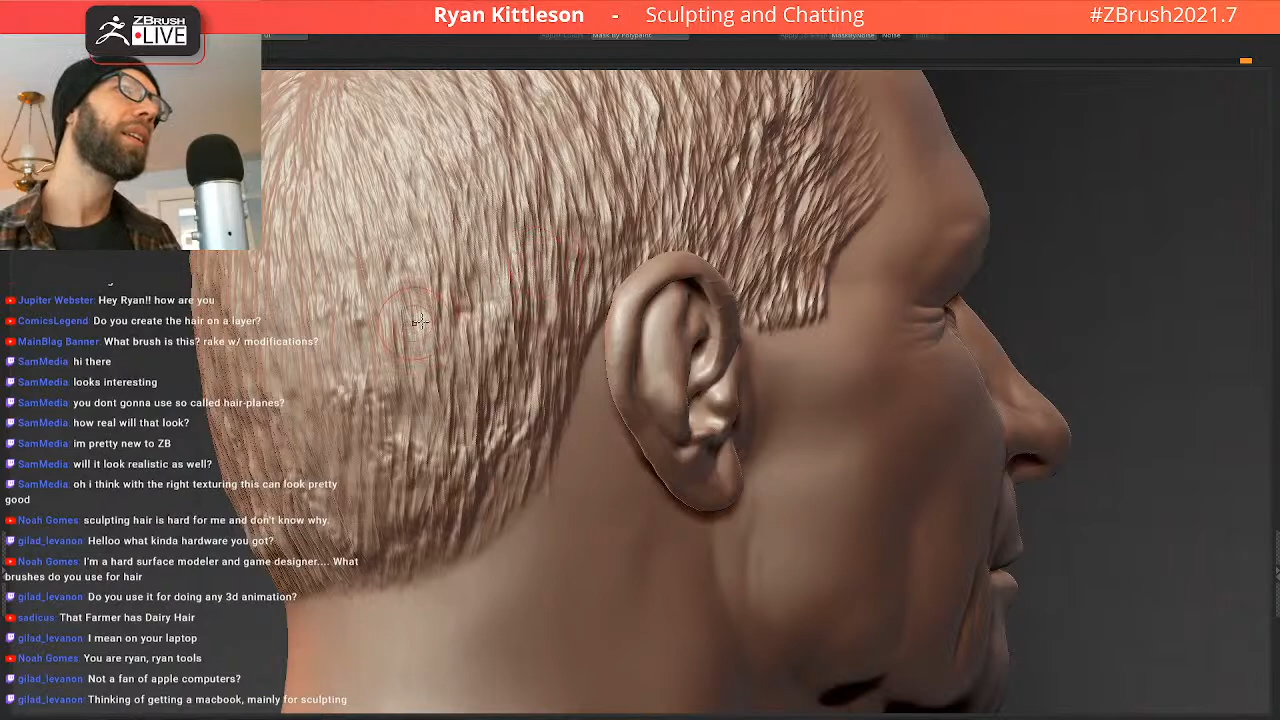 Ryan Kittleson - Sculpting and Chatting #ZBrush2021.7
ZBRUSH
LIVE
Mask By Polypaint
MaskByNoise Noise
Jupiter Webster: Hey Ryan!! how are you
ComicsLegend: Do you create the hair on a layer?
MainBlag Banner: What brush is this? rake w/ modifications?
SamMedia: hi there
SamMedia: looks interesting
SamMedia: you dont gonna use so called hair-planes?
SamMedia: how real will that look?
SamMedia: im pretty new to ZB
SamMedia: will it look realistic as well?
SamMedia: oh i think with the right texturing this can look pretty
good
Noah Gomes: sculpting hair is hard for me and don't know why.
gilad_levanon: Helloo what kinda hardware you got?
Noah Gomes: I'm a hard surface modeler and game designer.... What
brushes do you use for hair
gilad_levanon: Do you use it for doing any 3d animation?
sadicus: That Farmer has Dairy Hair
gilad_levanon: I mean on your laptop
Noah Gomes: You are ryan, ryan tools
gilad_levanon: Not a fan of apple computers?
gilad_levanon: Thinking of getting a macbook, mainly for sculpting